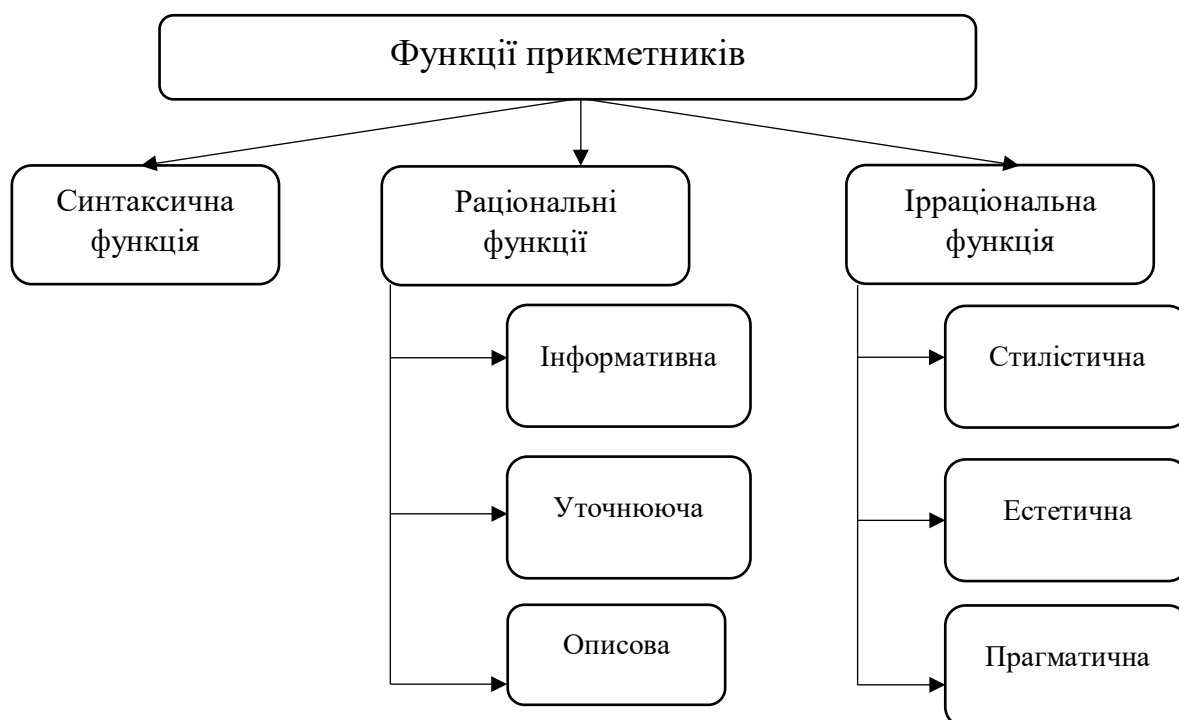 Функції прикметників
Синтаксична
функція
Раціональні
функції
Інформативна
Уточнююча
Описова
Ірраціональна
функція
Стилістична
Естетична
Прагматична